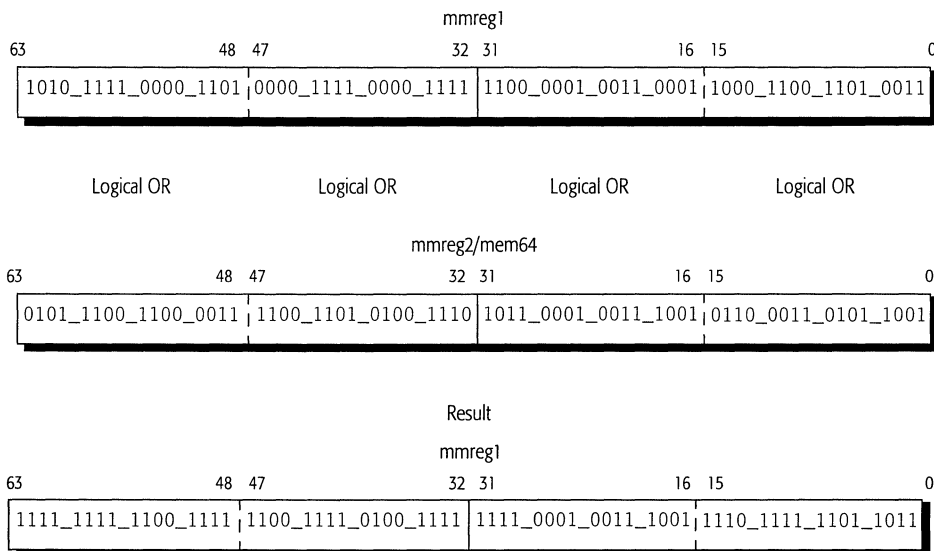 mmreg1
63 48 47 32 31 16 15 0
1010_1111_0000_1101 0000_1111_0000_1111 1100_0001_0011_0001 1000_1100_1101_0011
Logical OR Logical OR Logical OR Logical OR
mmreg2/mem64
63 48 47 32 31 16 15 0
0101_1100_1100_0011 1100_1101_0100_1110 1011_0001_0011_1001 0110_0011_0101_1001
Result
mmreg1
63 48 47 32 31 16 15 0
1111_1111_1100_1111 1100_1111_0100_1111 1111_0001_0011_1001 1110_1111_1101_1011